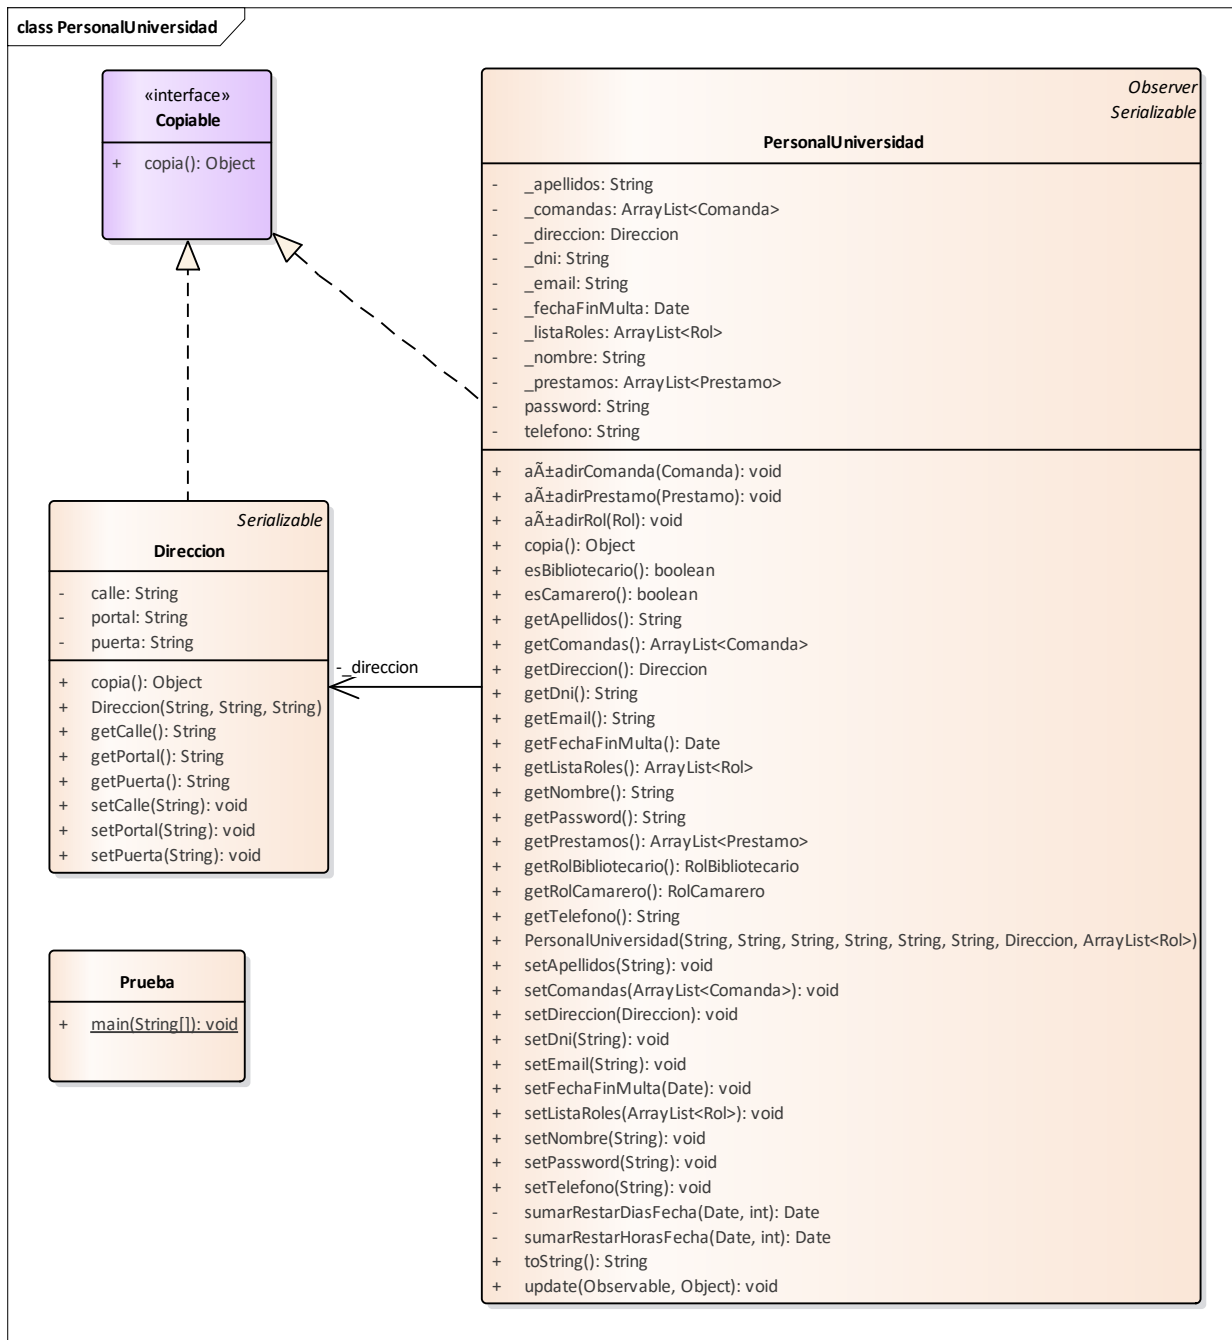 class PersonalUniversidad
«interface»
Copiable
+ copia(): Object
Observer
Serializable
PersonalUniversidad
- _apellidos: String
- _comandas: ArrayList<Comanda>
- _direccion: Direccion
- _dni: String
- _email: String
- _fechaFinMulta: Date
- _listaRoles: ArrayList<Rol>
- _nombre: String
- _prestamos: ArrayList<Prestamo>
- password: String
- telefono: String
+ aÃ±adirComanda(Comanda): void
+ aÃ±adirPrestamo(Prestamo): void
+ aÃ±adirRol(Rol): void
+ copia(): Object
+ esBibliotecario(): boolean
+ esCamarero(): boolean
+ getApellidos(): String
+ getComandas(): ArrayList<Comanda>
+ getDireccion(): Direccion
+ getDni(): String
+ getEmail(): String
+ getFechaFinMulta(): Date
+ getListaRoles(): ArrayList<Rol>
+ getNombre(): String
+ getPassword(): String
+ getPrestamos(): ArrayList<Prestamo>
+ getRolBibliotecario(): RolBibliotecario
+ getRolCamarero(): RolCamarero
+ getTelefono(): String
+ PersonalUniversidad(String, String, String, String, String, String, Direccion, ArrayList<Rol>)
+ setApellidos(String): void
+ setComandas(ArrayList<Comanda>): void
+ setDireccion(Direccion): void
+ setDni(String): void
+ setEmail(String): void
+ setFechaFinMulta(Date): void
+ setListaRoles(ArrayList<Rol>): void
+ setNombre(String): void
+ setPassword(String): void
+ setTelefono(String): void
- sumarRestarDiasFecha(Date, int): Date
- sumarRestarHorasFecha(Date, int): Date
+ toString(): String
+ update(Observable, Object): void
Serializable
Direccion
- calle: String
- portal: String
- puerta: String
+ copia(): Object
+ Direccion(String, String, String)
+ getCalle(): String
+ getPortal(): String
+ getPuerta(): String
+ setCalle(String): void
+ setPortal(String): void
+ setPuerta(String): void
-_direccion
Prueba
+ main(String[]): void